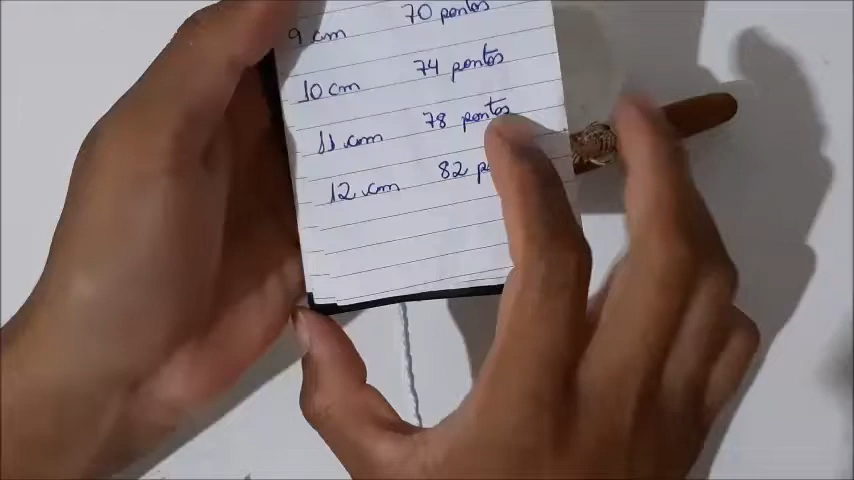 9 cm 70 pontos
10 cm 74 pontos
11 cm 78 pontos
12 cm 82